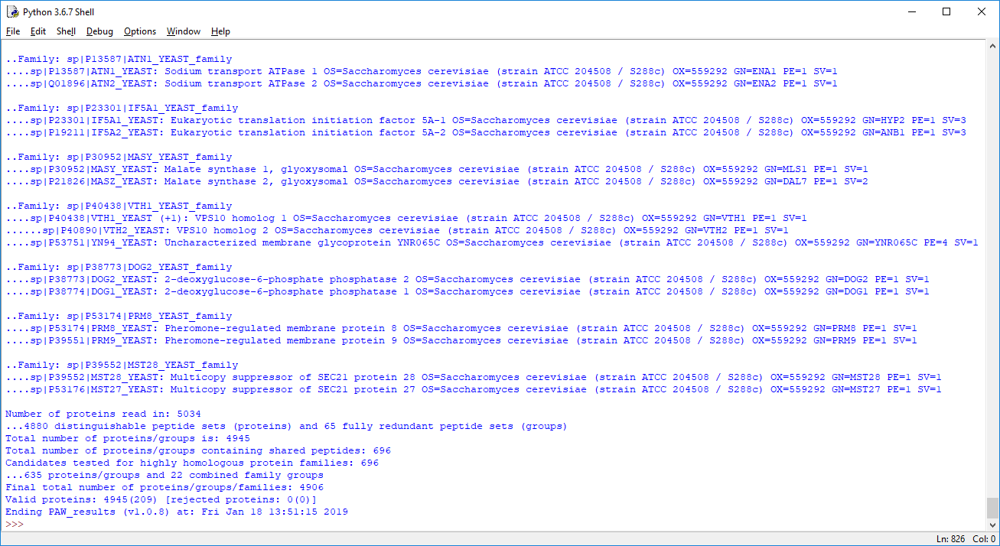 Python 3.6.7 Shell
File Edit Shell Debug Options Window Help
..Family: sp|P13587|ATN1_YEAST_family
....sp|P13587|ATN1_YEAST: Sodium transport ATPase 1 OS=Saccharomyces cerevisiae (strain ATCC 204508 / S288c) OX=559292 GN=ENA1 PE=1 SV=1
....sp|Q01896|ATN2_YEAST: Sodium transport ATPase 2 OS=Saccharomyces cerevisiae (strain ATCC 204508 / S288c) OX=559292 GN=ENA2 PE=1 SV=1
..Family: sp|P23301|IF5A1_YEAST_family
....sp|P23301|IF5A1_YEAST: Eukaryotic translation initiation factor 5A-1 OS=Saccharomyces cerevisiae (strain ATCC 204508 / S288c) OX=559292 GN=HYP2 PE=1 SV=3
....sp|P19211|IF5A2_YEAST: Eukaryotic translation initiation factor 5A-2 OS=Saccharomyces cerevisiae (strain ATCC 204508 / S288c) OX=559292 GN=ANB1 PE=1 SV=3
..Family: sp|P30952|MASY_YEAST_family
....sp|P30952|MASY_YEAST: Malate synthase 1, glyoxysomal OS=Saccharomyces cerevisiae (strain ATCC 204508 / S288c) OX=559292 GN=MLS1 PE=1 SV=1
....sp|P21826|MASZ_YEAST: Malate synthase 2, glyoxysomal OS=Saccharomyces cerevisiae (strain ATCC 204508 / S288c) OX=559292 GN=DAL7 PE=1 SV=2
..Family: sp|P40438|VTH1_YEAST_family
....sp|P40438|VTH1_YEAST (+1): VPS10 homolog 1 OS=Saccharomyces cerevisiae (strain ATCC 204508 / S288c) OX=559292 GN=VTH1 PE=1 SV=1
......sp|P40890|VTH2_YEAST: VPS10 homolog 2 OS=Saccharomyces cerevisiae (strain ATCC 204508 / S288c) OX=559292 GN=VTH2 PE=1 SV=1
....sp|P53751|YN94_YEAST: Uncharacterized membrane glycoprotein YNR065C OS=Saccharomyces cerevisiae (strain ATCC 204508 / S288c) OX=559292 GN=YNR065C PE=4 SV=1
..Family: sp|P38773|DOG2_YEAST_family
....sp|P38773|DOG2_YEAST: 2-deoxyglucose-6-phosphate phosphatase 2 OS=Saccharomyces cerevisiae (strain ATCC 204508 / S288c) OX=559292 GN=DOG2 PE=1 SV=1
....sp|P38774|DOG1_YEAST: 2-deoxyglucose-6-phosphate phosphatase 1 OS=Saccharomyces cerevisiae (strain ATCC 204508 / S288c) OX=559292 GN=DOG1 PE=1 SV=1
..Family: sp|P53174|PRM8_YEAST_family
....sp|P53174|PRM8_YEAST: Pheromone-regulated membrane protein 8 OS=Saccharomyces cerevisiae (strain ATCC 204508 / S288c) OX=559292 GN=PRM8 PE=1 SV=1
....sp|P39551|PRM9_YEAST: Pheromone-regulated membrane protein 9 OS=Saccharomyces cerevisiae (strain ATCC 204508 / S288c) OX=559292 GN=PRM9 PE=1 SV=1
..Family: sp|P39552|MST28_YEAST_family
....sp|P39552|MST28_YEAST: Multicopy suppressor of SEC21 protein 28 OS=Saccharomyces cerevisiae (strain ATCC 204508 / S288c) OX=559292 GN=MST28 PE=1 SV=1
....sp|P53176|MST27_YEAST: Multicopy suppressor of SEC21 protein 27 OS=Saccharomyces cerevisiae (strain ATCC 204508 / S288c) OX=559292 GN=MST27 PE=1 SV=1
Number of proteins read in: 5034
...4880 distinguishable peptide sets (proteins) and 65 fully redundant peptide sets (groups)
Total number of proteins/groups is: 4945
Total number of proteins/groups containing shared peptides: 696
Candidates tested for highly homologous protein families: 696
...635 proteins/groups and 22 combined family groups
Final total number of proteins/groups/families: 4906
Valid proteins: 4945(209) [rejected proteins: 0(0)]
Ending PAW_results (v1.0.8) at: Fri Jan 18 13:51:15 2019
>>>
Ln: 826 Col: 0